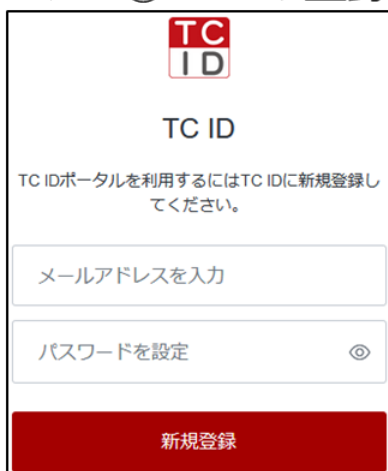 TC
ID
TC ID
TC IDポータルを利用するにはTC IDに新規登録し
てください。
メールアドレスを入力
パスワードを設定
新規登録